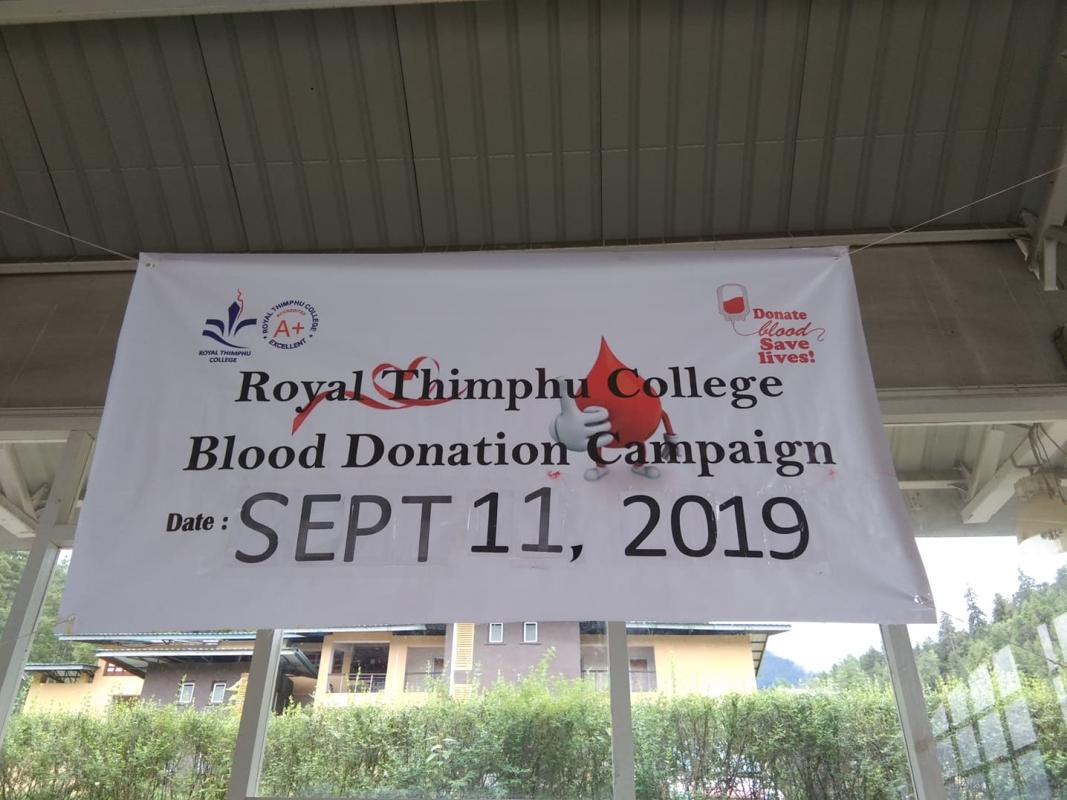 ROYAL THIMPHU
COLLEGE
ROYAL THIMPHU COLLEGE
ACCREDITED
A+
EXCELLENT
Donate
blood
Save
lives!
Royal Thimphu College
Blood Donation Campaign
Date : SEPT 11, 2019